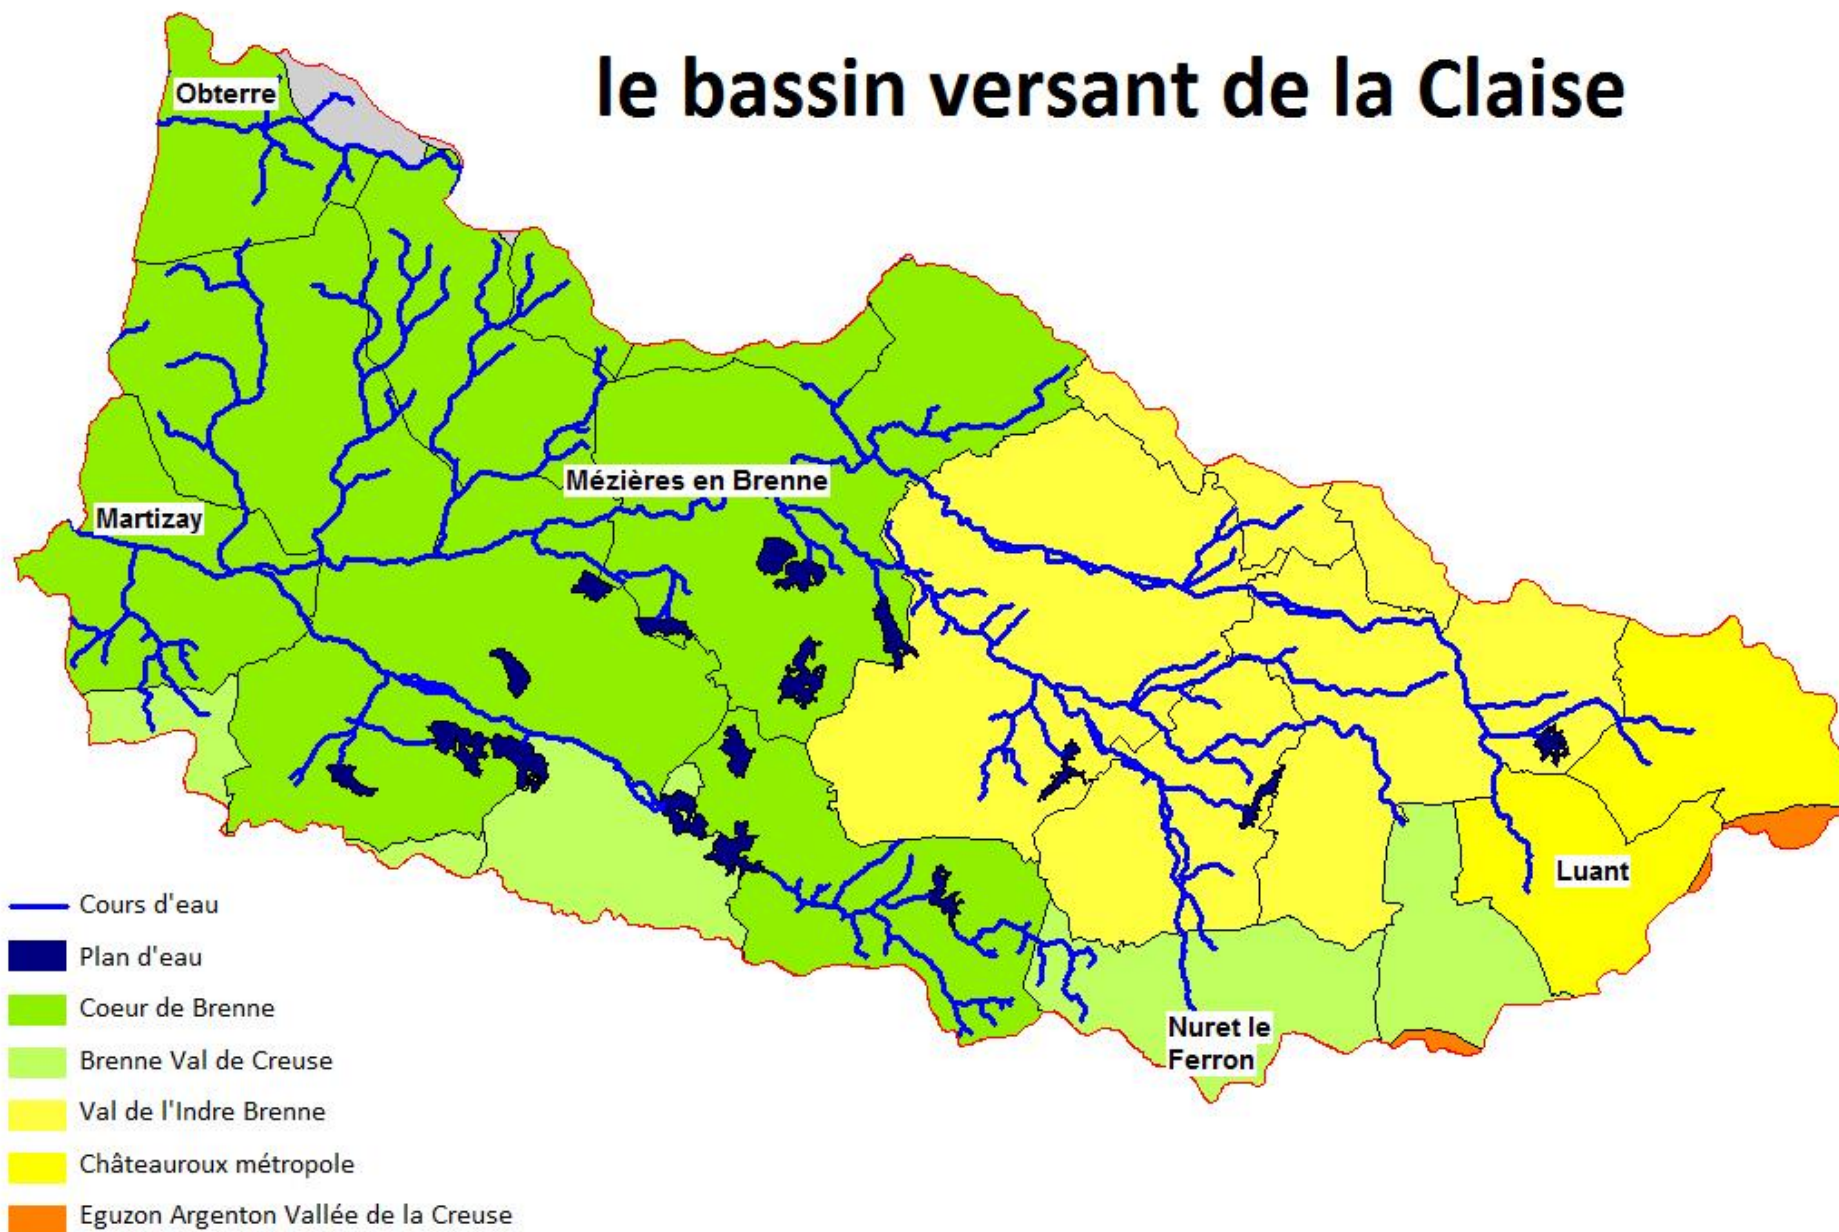 le bassin versant de la Claise
Obterre
Mézières en Brenne
Martizay
Luant
Nuret le
Ferron
Cours d'eau
Plan d'eau
Coeur de Brenne
Brenne Val de Creuse
Val de l'Indre Brenne
Châteauroux métropole
Eguzon Argenton Vallée de la Creuse